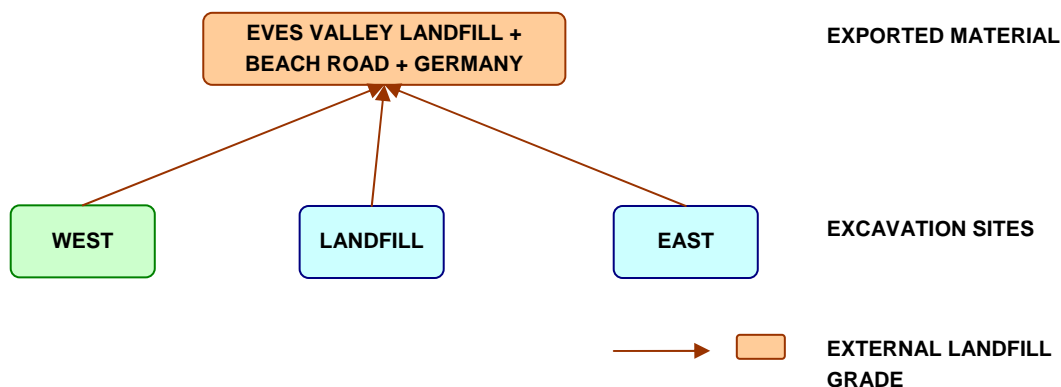 EVES VALLEY LANDFILL +
BEACH ROAD + GERMANY
EXPORTED MATERIAL
WEST
LANDFILL
EAST
EXCAVATION SITES
EXTERNAL LANDFILL
GRADE